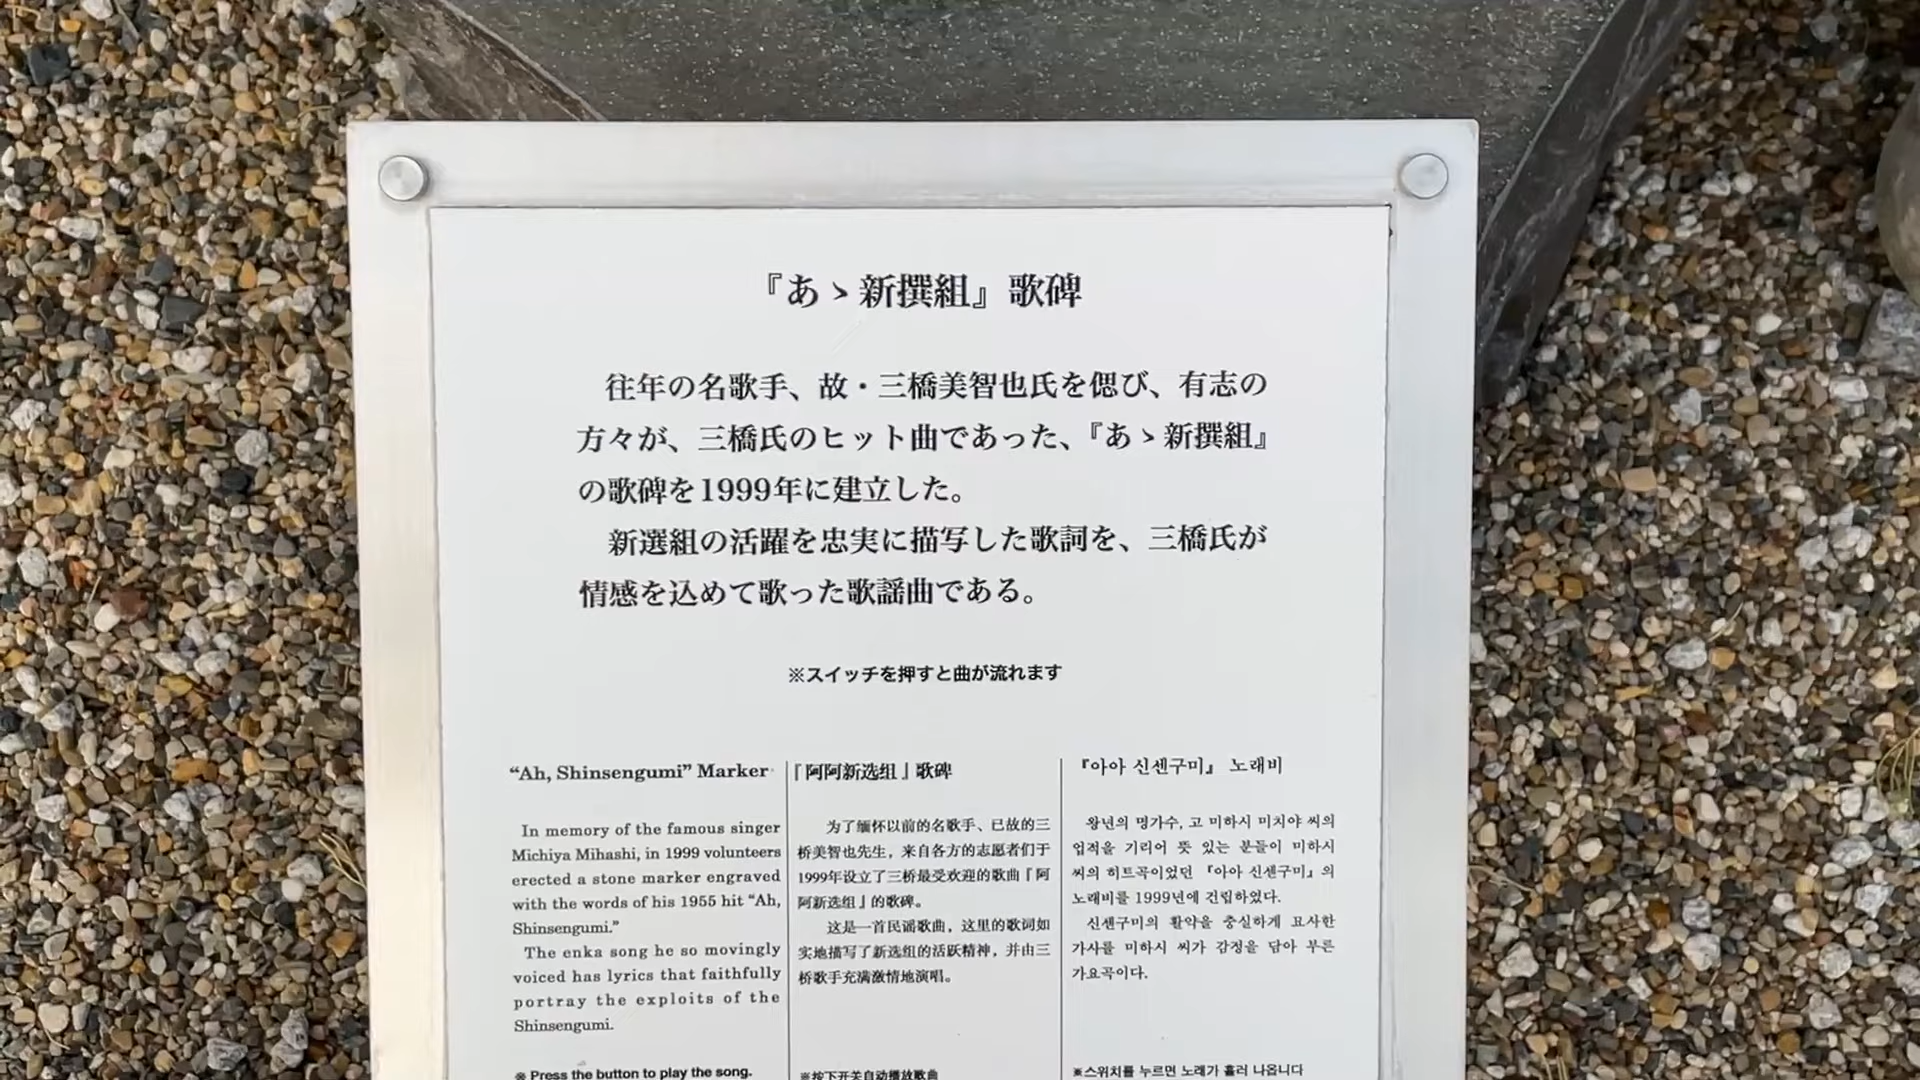 『あゝ新撰組』歌碑
往年の名歌手、故・三橋美智也氏を偲び、有志の
方々が、三橋氏のヒット曲であった、『あゝ新撰組』
の歌碑を1999年に建立した。
新選組の活躍を忠実に描写した歌詞を、三橋氏が
情感を込めて歌った歌謡曲である。
※スイッチを押すと曲が流れます
“Ah, Shinsengumi” Marker
In memory of the famous singer
Michiya Mihashi, in 1999 volunteers
erected a stone marker engraved
with the words of his 1955 hit “Ah,
Shinsengumi.”
The enka song he so movingly
voiced has lyrics that faithfully
portray the exploits of the
Shinsengumi.
※ Press the button to play the song.
『阿阿新选组』歌碑
为了缅怀以前的名歌手、已故的三
桥美智也先生，来自各方的志愿者们于
1999年设立了三桥最受欢迎的歌曲『阿
阿新选组』的歌碑。
这是一首民谣歌曲，这里的歌词如
实地描写了新选组的活跃精神，并由三
桥歌手充满激情地演唱。
※按下开关自动播放歌曲
『아아 신센구미』 노래비
왕년의 명가수, 고 미하시 미치야 씨의
업적을 기리어 뜻 있는 분들이 미하시
씨의 히트곡이었던 『아아 신센구미』의
노래비를 1999년에 건립하였다.
신센구미의 활약을 충실하게 묘사한
가사를 미하시 씨가 감정을 담아 부른
가요곡이다.
※스위치를 누르면 노래가 흘러 나옵니다